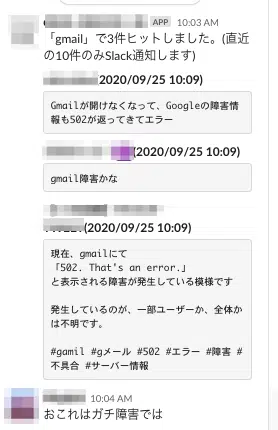 APP 10:03 AM
「gmail」で3件ヒットしました。(直近
の10件のみSlack通知します)
(2020/09/25 10:09)
Gmailが開けなくなって、Googleの障害情
報も502が返ってきてエラー
(2020/09/25 10:09)
gmail障害かな
(2020/09/25 10:09)
現在、gmailにて
「502. That's an error.」
と表示される障害が発生している模様です
発生しているのが、一部ユーザーか、全体か
は不明です。
#gamil #gメール #502 #エラー #障害 #
不具合 #サーバー情報
10:04 AM
おこれはガチ障害では